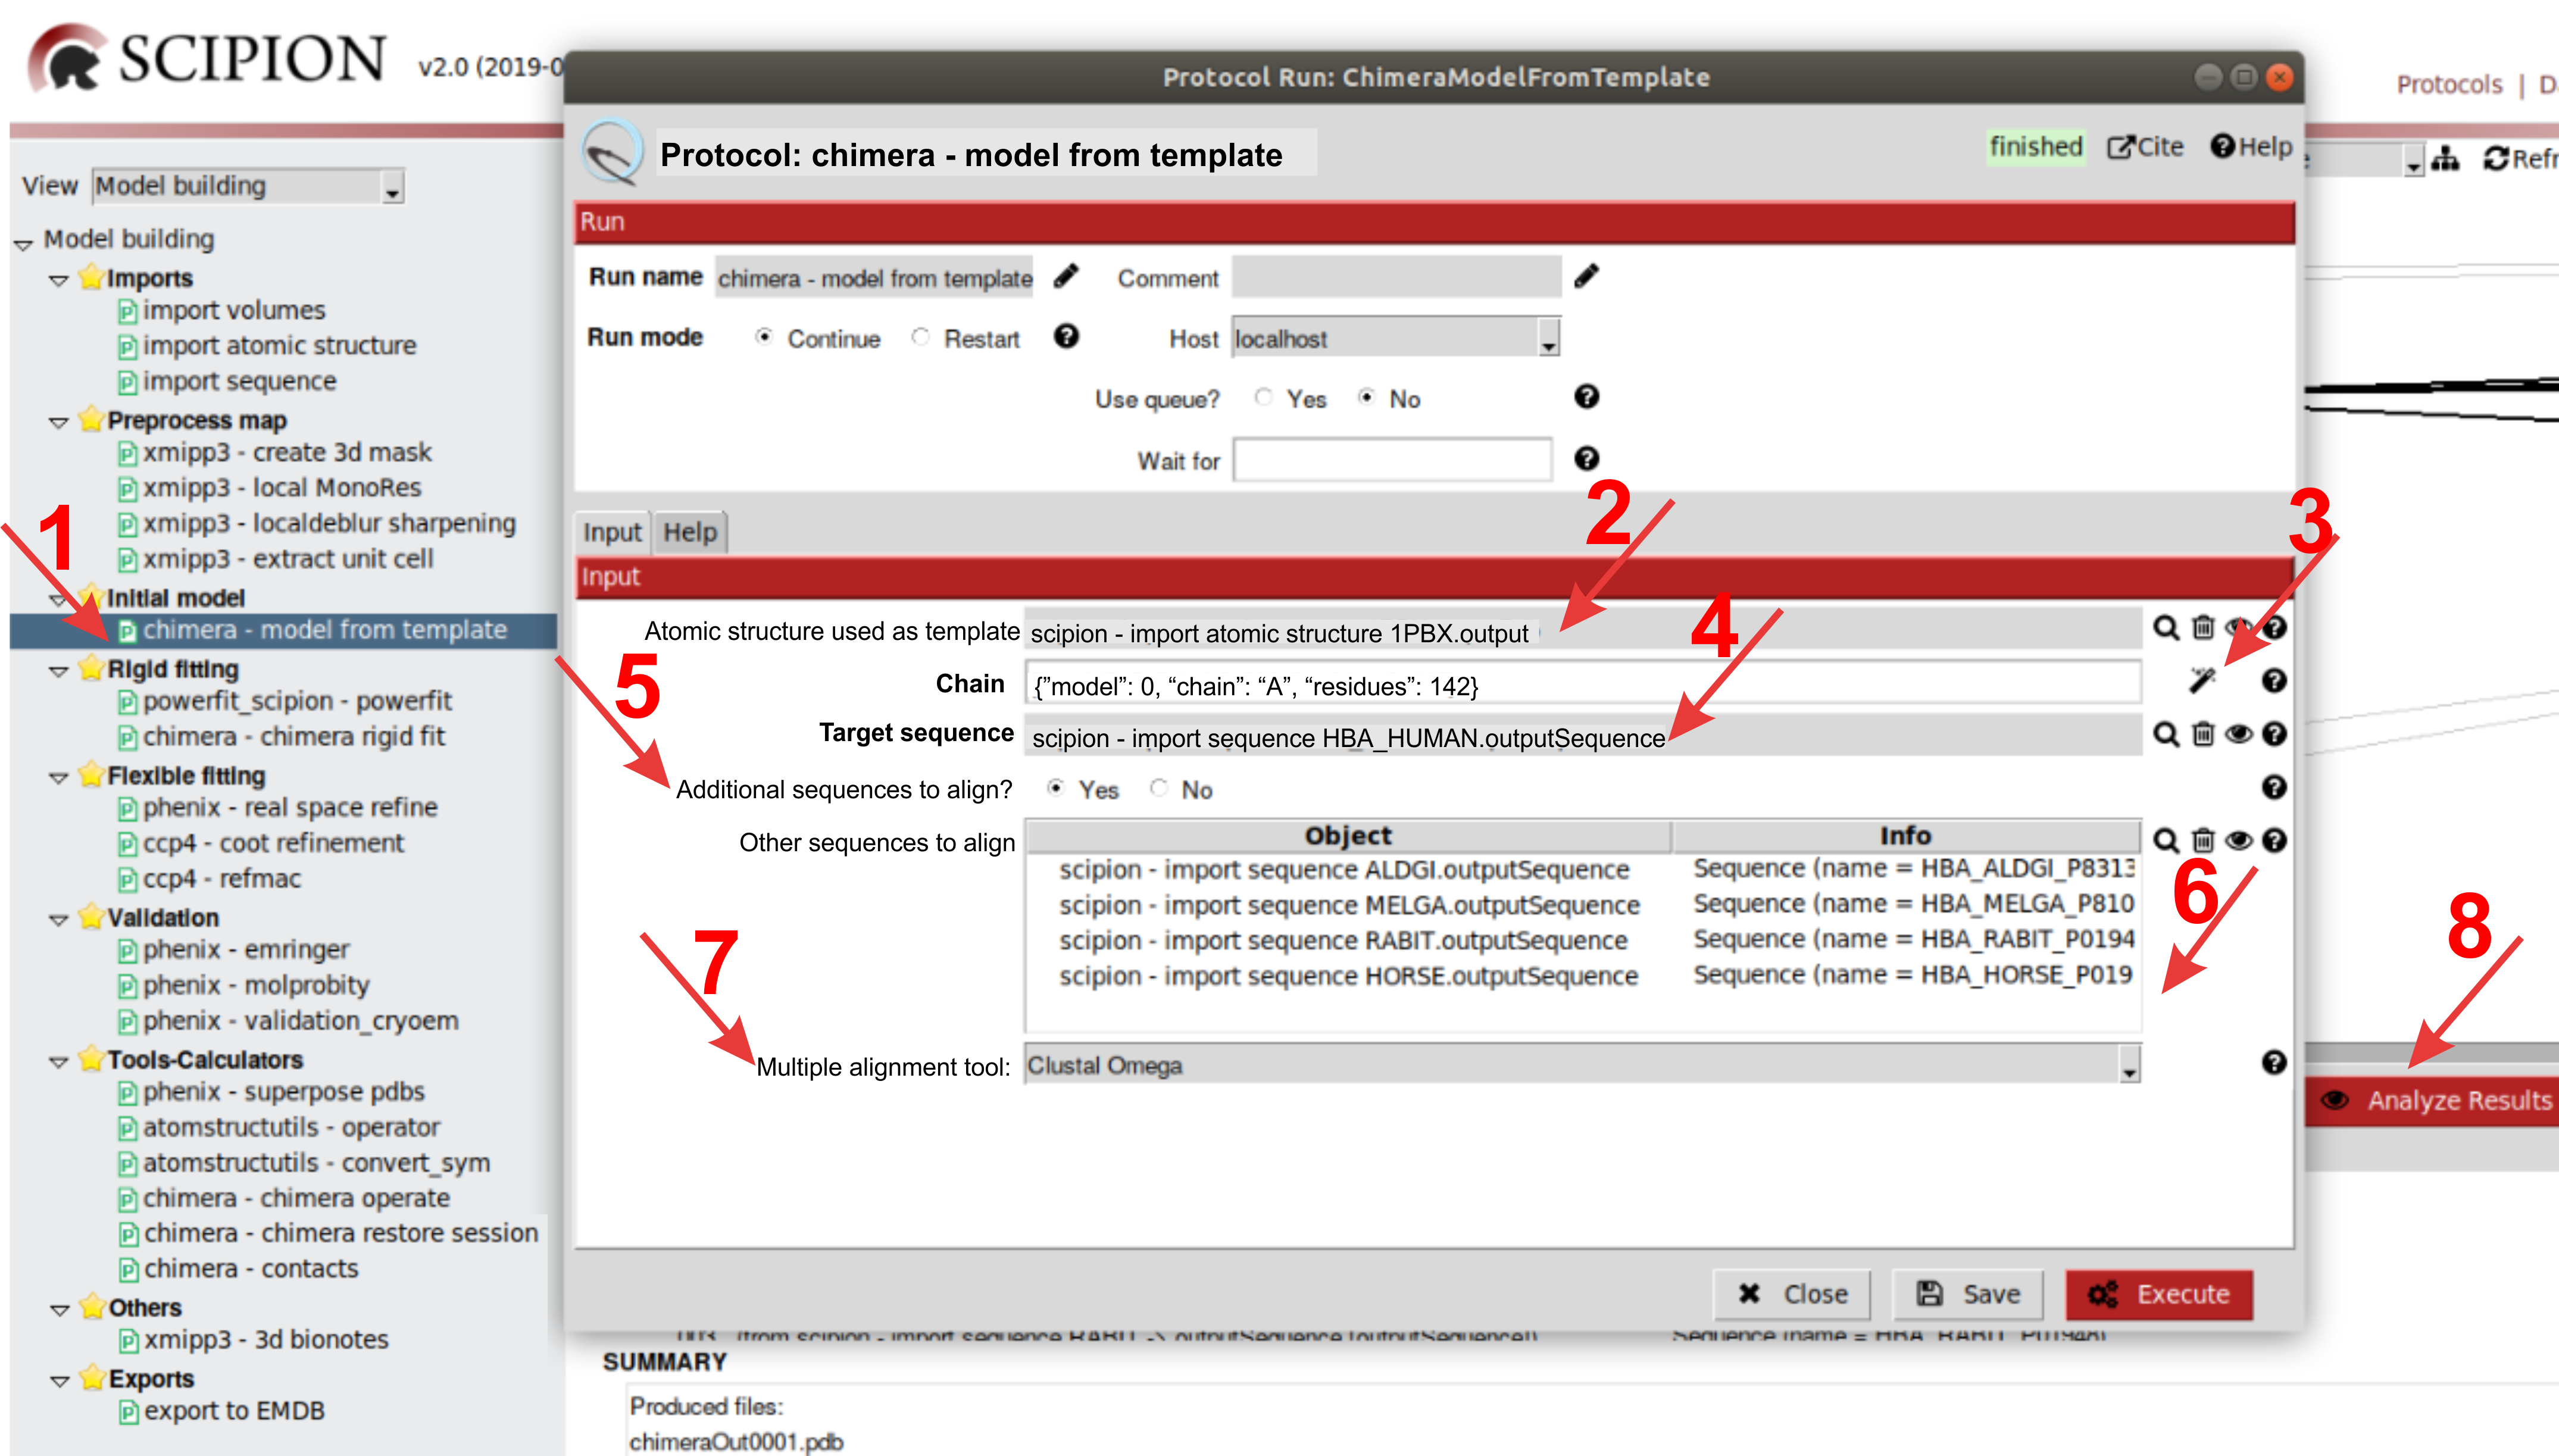 SCIPION v2.0 (2019-0
Protocol Run: ChimeraModelFromTemplate
Protocols | D
Protocol: chimera - model from template
finished Cite Help
Refr
View Model building
Run
Model building
Imports
import volumes
import atomic structure
import sequence
Preprocess map
xmipp3 - create 3d mask
xmipp3 - local MonoRes
xmipp3 - localdeblur sharpening
xmipp3 - extract unit cell
Initial model
chimera - model from template
Rigid fitting
powerfit_scipion - powerfit
chimera - chimera rigid fit
Flexible fitting
phenix - real space refine
ccp4 - coot refinement
ccp4 - refmac
Validation
phenix - emringer
phenix - molprobity
phenix - validation_cryoem
Tools-Calculators
phenix - superpose pdbs
atomstructutils - operator
atomstructutils - convert_sym
chimera - chimera operate
chimera - chimera restore session
chimera - contacts
Others
xmipp3 - 3d bionotes
Exports
export to EMDB
Run name chimera - model from template Comment
Run mode Continue Restart Host localhost
Use queue? Yes No
Wait for
Input Help
Input
1
2
3
4
5
6
7
8
Atomic structure used as template scipion - import atomic structure 1PBX.output
Chain {"model": 0, "chain": "A", "residues": 142}
Target sequence scipion - import sequence HBA_HUMAN.outputSequence
Additional sequences to align? Yes No
Other sequences to align
Object Info
scipion - import sequence ALDGI.outputSequence Sequence (name = HBA_ALDGI_P8313
scipion - import sequence MELGA.outputSequence Sequence (name = HBA_MELGA_P810
scipion - import sequence RABIT.outputSequence Sequence (name = HBA_RABIT_P0194
scipion - import sequence HORSE.outputSequence Sequence (name = HBA_HORSE_P019
Multiple alignment tool: Clustal Omega
Analyze Results
Close Save Execute
003 (from scipion - import sequence RABIT -> outputSequence [outputSequence]) Sequence (name = HBA_RABIT_P01948)
SUMMARY
Produced files:
chimeraOut0001.pdb